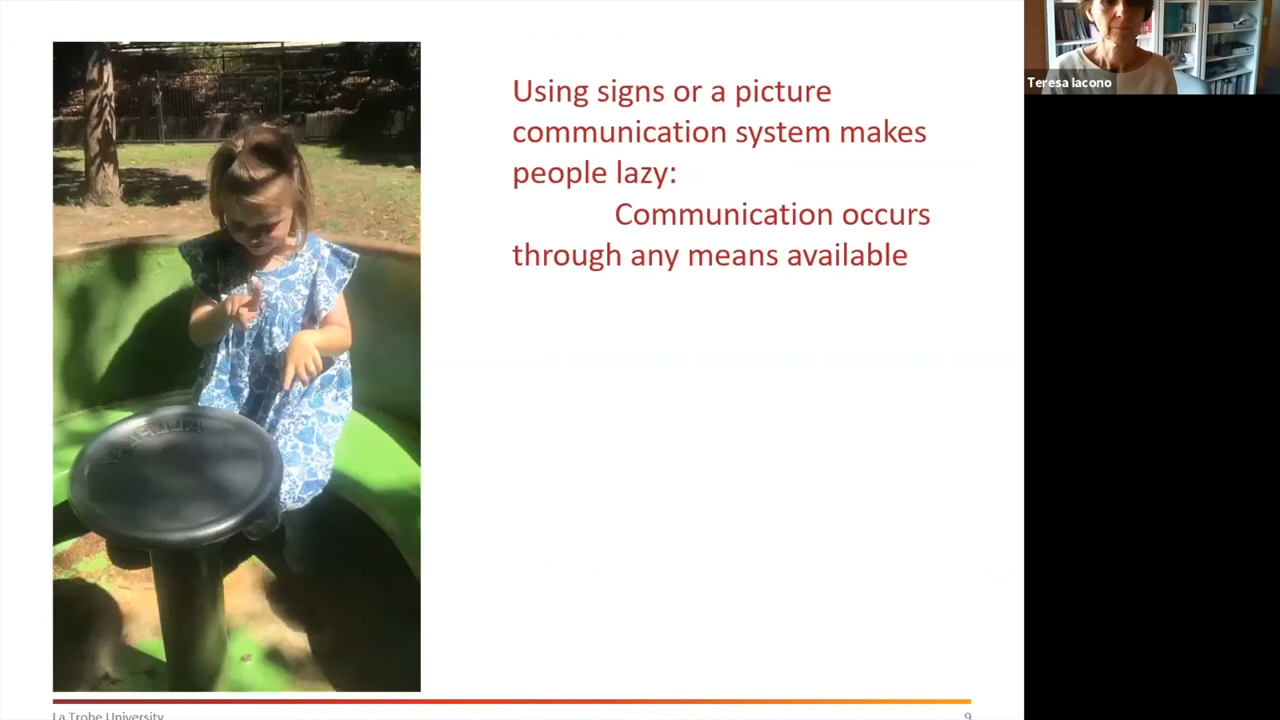 Using signs or a picture
communication system makes
people lazy:
Communication occurs
through any means available
Teresa Iacono
La Trobe University
9